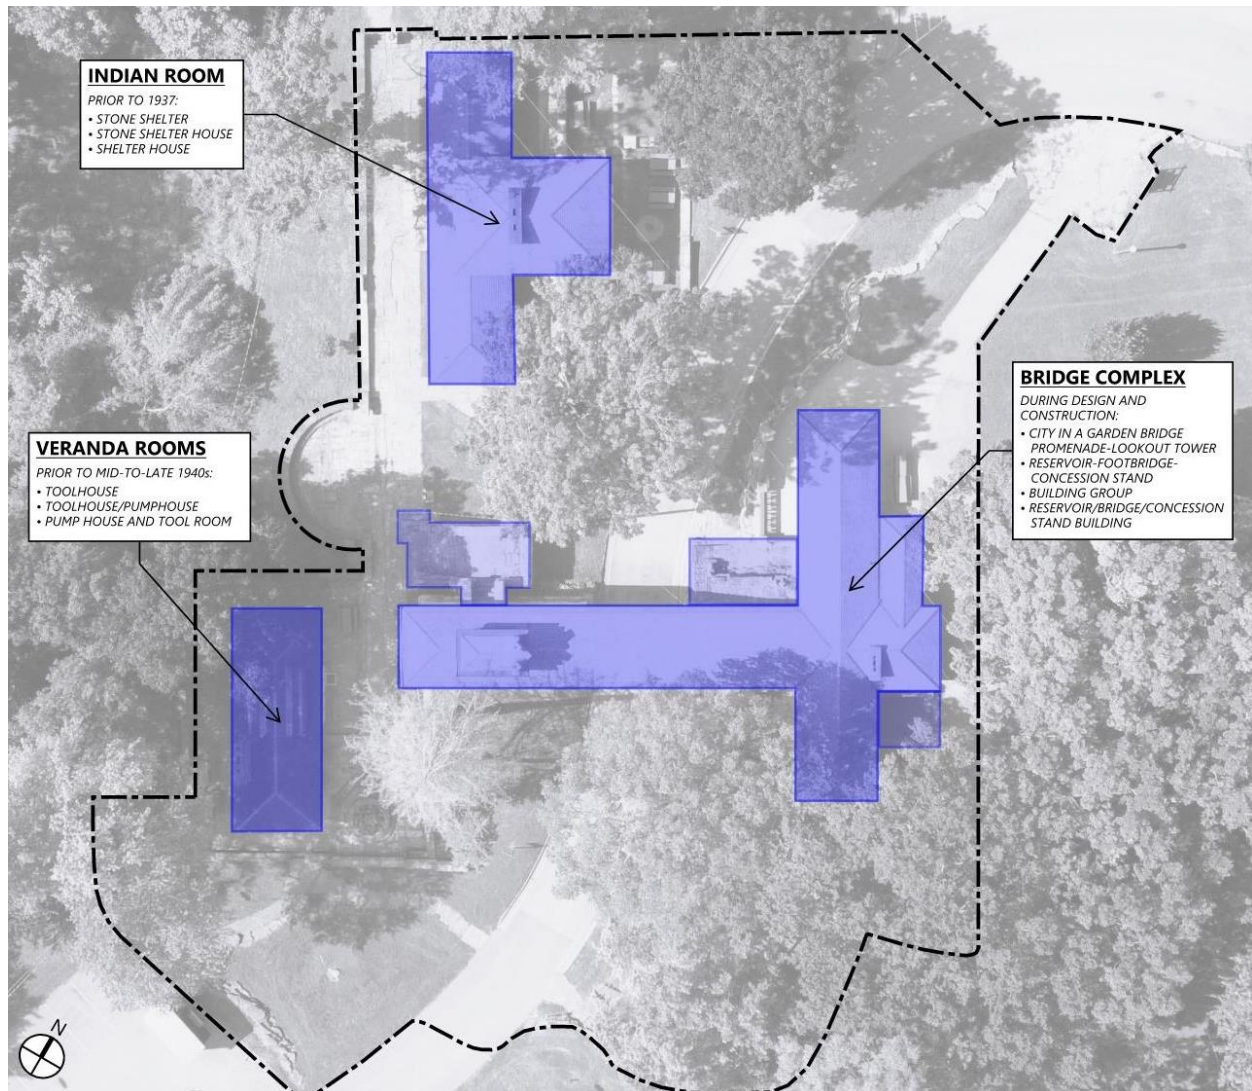 INDIAN ROOM
PRIOR TO 1937:
• STONE SHELTER
• STONE SHELTER HOUSE
• SHELTER HOUSE
BRIDGE COMPLEX
DURING DESIGN AND
CONSTRUCTION:
• CITY IN A GARDEN BRIDGE
PROMENADE-LOOKOUT TOWER
• RESERVOIR-FOOTBRIDGE-
CONCESSION STAND
• BUILDING GROUP
• RESERVOIR/BRIDGE/CONCESSION
STAND BUILDING
VERANDA ROOMS
PRIOR TO MID-TO-LATE 1940s:
• TOOLHOUSE
• TOOLHOUSE/PUMPHOUSE
• PUMP HOUSE AND TOOL ROOM
N